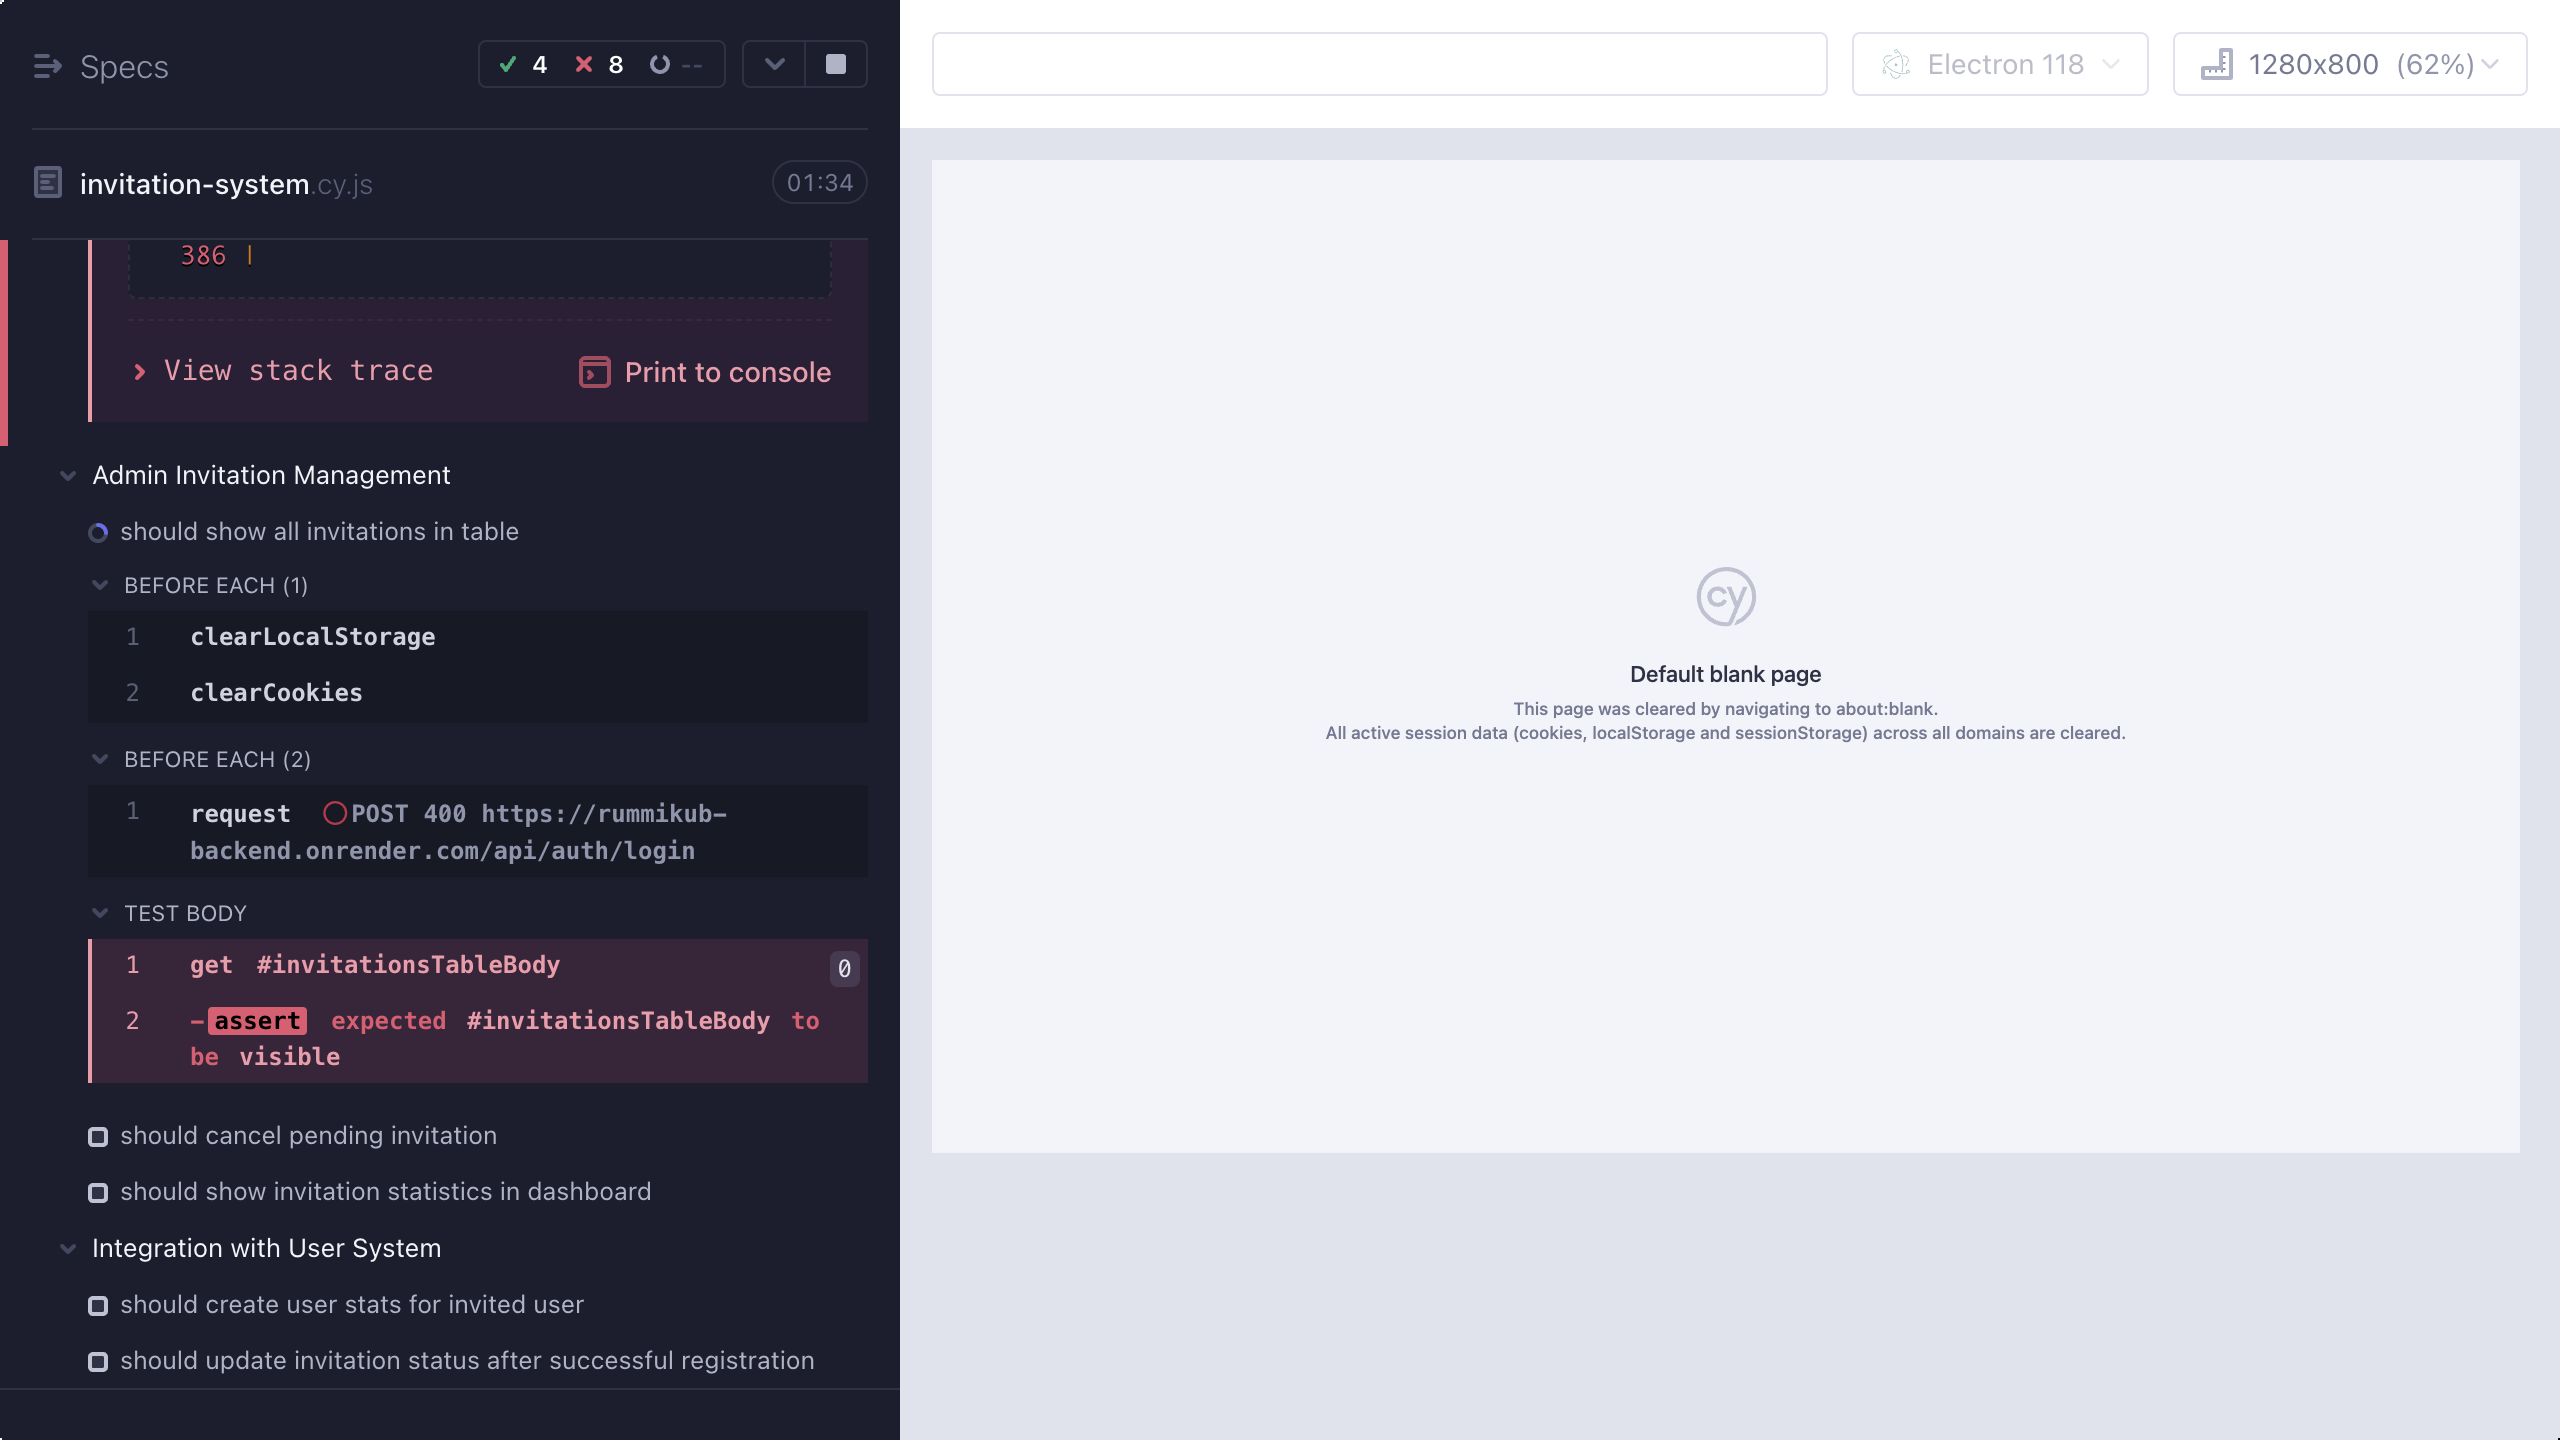 Specs
4 8 --
invitation-system.cy.js
01:34
386 |
View stack trace
Print to console
Admin Invitation Management
should show all invitations in table
BEFORE EACH (1)
1 clearLocalStorage
2 clearCookies
BEFORE EACH (2)
1 request POST 400 https://rummikub-
backend.onrender.com/api/auth/login
TEST BODY
1 get #invitationsTableBody 0
2 -assert expected #invitationsTableBody to
be visible
should cancel pending invitation
should show invitation statistics in dashboard
Integration with User System
should create user stats for invited user
should update invitation status after successful registration
Electron 118
1280x800 (62%)
cy
Default blank page
This page was cleared by navigating to about:blank.
All active session data (cookies, localStorage and sessionStorage) across all domains are cleared.